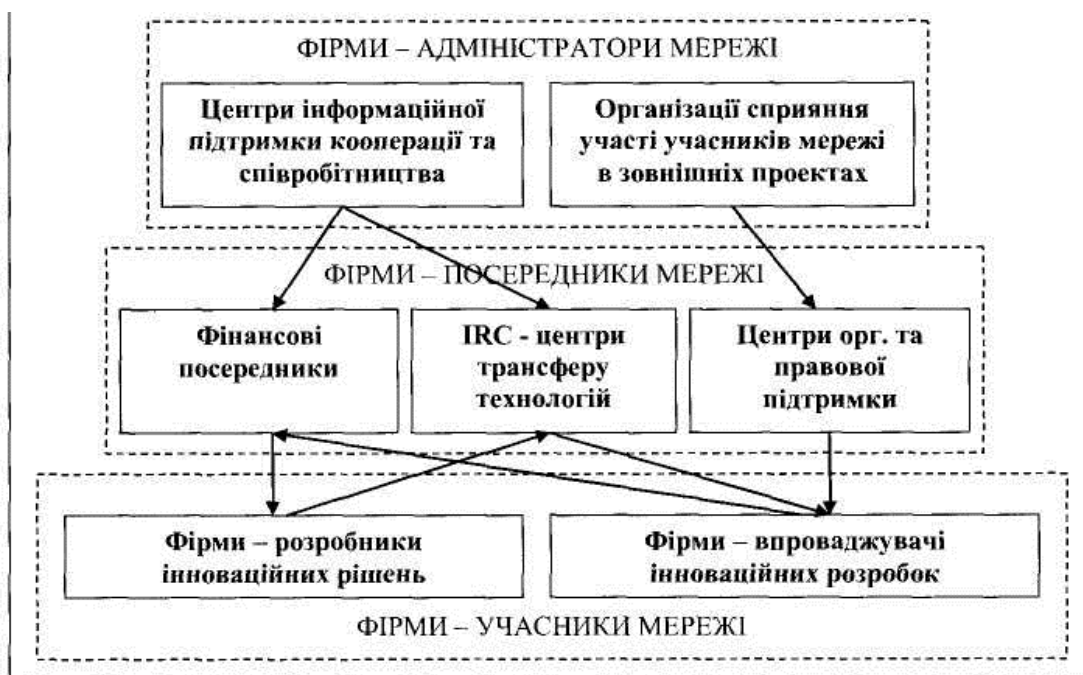 ФІРМИ – АДМІНІСТРАТОРИ МЕРЕЖІ
Центри інформаційної
підтримки кооперації та
співробітництва
Організації сприяння
участі учасників мережі
в зовнішніх проектах
ФІРМИ – ПОСЕРЕДНИКИ МЕРЕЖІ
Фінансові
посередники
IRC - центри
трансферу
технологій
Центри орг. та
правової
підтримки
Фірми – розробники
інноваційних рішень
Фірми – впроваджувачі
інноваційних розробок
ФІРМИ – УЧАСНИКИ МЕРЕЖІ